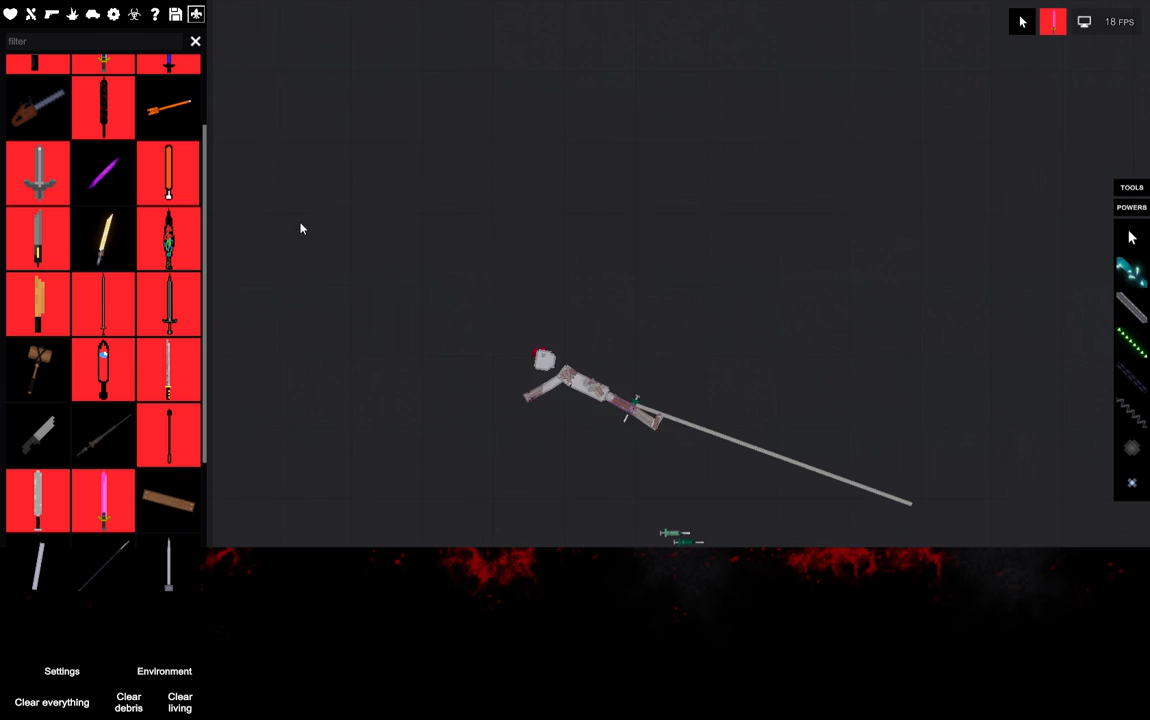 ?
filter
18 FPS
TOOLS
POWERS
Settings
Environment
Clear everything
Clear debris
Clear living